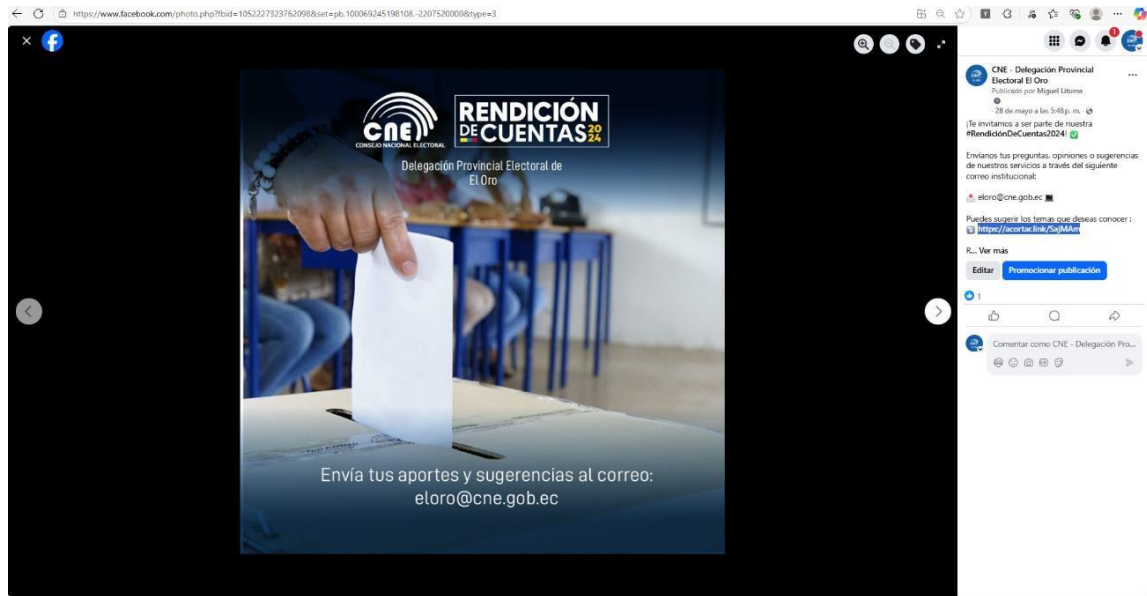 https://www.facebook.com/photo.php?fbid=1052227323762098&set=pb.100069245198108.-2207520000&type=3
CNE
CONSEJO NACIONAL ELECTORAL
RENDICIÓN
DE CUENTAS 2024
Delegación Provincial Electoral de
El Oro
Envía tus aportes y sugerencias al correo:
eloro@cne.gob.ec
CNE - Delegación Provincial
Electoral El Oro
Publicado por Miguel Lituma
· 28 de mayo a las 5:48 p. m. ·
¡Te invitamos a ser parte de nuestra
#RendiciónDeCuentas2024!
Envíanos tus preguntas, opiniones o sugerencias
de nuestros servicios a través del siguiente
correo institucional:
eloro@cne.gob.ec
Puedes sugerir los temas que deseas conocer :
https://acortar.link/SajMAm
R... Ver más
Editar
Promocionar publicación
1
Comentar como CNE - Delegación Pro...